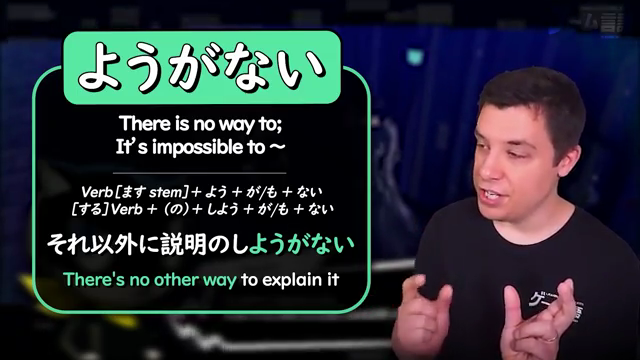 ようがない
There is no way to;
It's impossible to ～
Verb [ます stem] + よう + が/も + ない
[する] Verb + (の) + しよう + が/も + ない
それ以外に説明のしようがない
There's no other way to explain it
ゲー